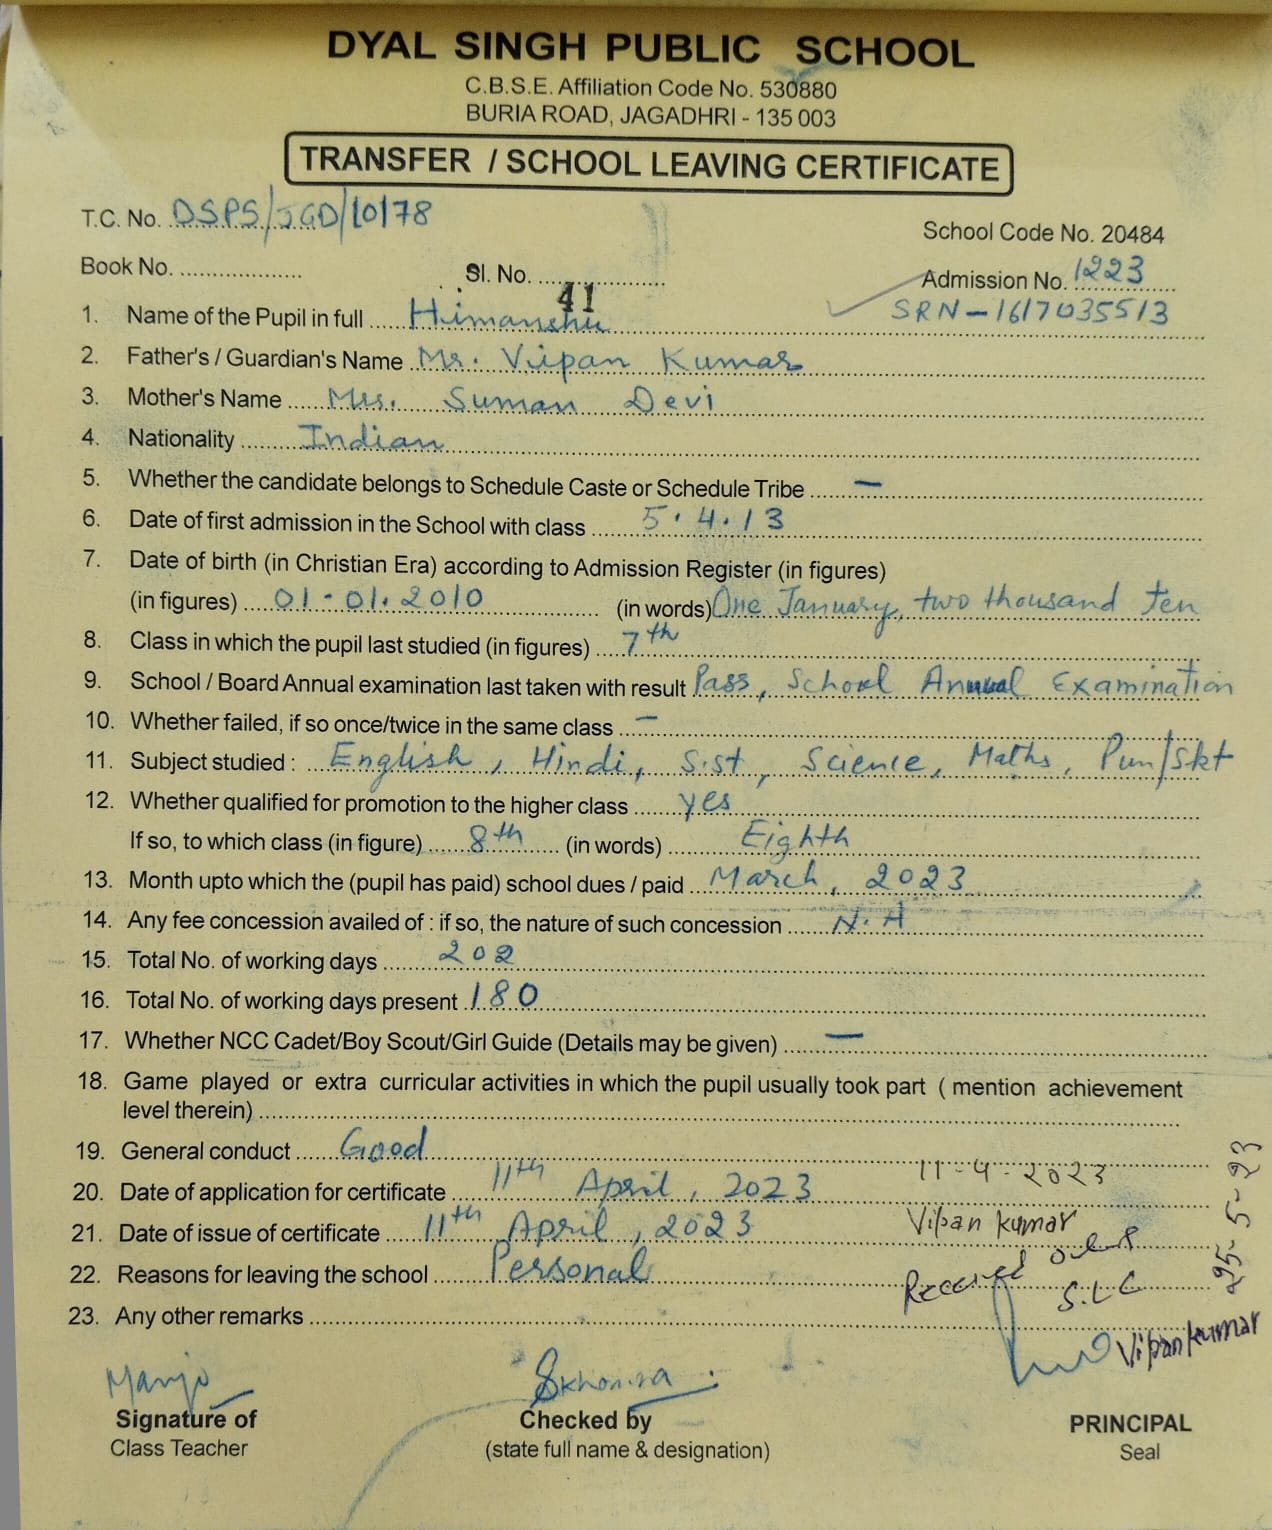 DYAL SINGH PUBLIC SCHOOL
C.B.S.E. Affiliation Code No. 530880
BURIA ROAD, JAGADHRI - 135 003
TRANSFER / SCHOOL LEAVING CERTIFICATE
T.C. No. DSPS/JGD/10178
School Code No. 20484
Book No. .................... Sl. No. 41 Admission No. 1223
SRN-1617035513
1. Name of the Pupil in full Himanshu
2. Father's / Guardian's Name Mr. Vipan Kumar
3. Mother's Name Mrs. Suman Devi
4. Nationality Indian
5. Whether the candidate belongs to Schedule Caste or Schedule Tribe —
6. Date of first admission in the School with class 5.4.13
7. Date of birth (in Christian Era) according to Admission Register (in figures)
(in figures) 01-01.2010 (in words) One January, two thousand Ten
8. Class in which the pupil last studied (in figures) 7th
9. School / Board Annual examination last taken with result Pass, School Annual Examination
10. Whether failed, if so once/twice in the same class —
11. Subject studied : English, Hindi, S.st, Science, Maths, Pun/Skt
12. Whether qualified for promotion to the higher class yes
If so, to which class (in figure) 8th (in words) Eighth
13. Month upto which the (pupil has paid) school dues / paid March, 2023
14. Any fee concession availed of : if so, the nature of such concession N.A
15. Total No. of working days 202
16. Total No. of working days present 180
17. Whether NCC Cadet/Boy Scout/Girl Guide (Details may be given) —
18. Game played or extra curricular activities in which the pupil usually took part ( mention achievement
level therein)
19. General conduct Good
11-4-2023
20. Date of application for certificate 11th April, 2023
Vipan Kumar
21. Date of issue of certificate 11th April, 2023
22. Reasons for leaving the school Personal
Received
S.L.C
25-5-23
23. Any other remarks
Vipan Kumar
Manju
Signature of
Class Teacher
Checked by
(state full name & designation)
PRINCIPAL
Seal